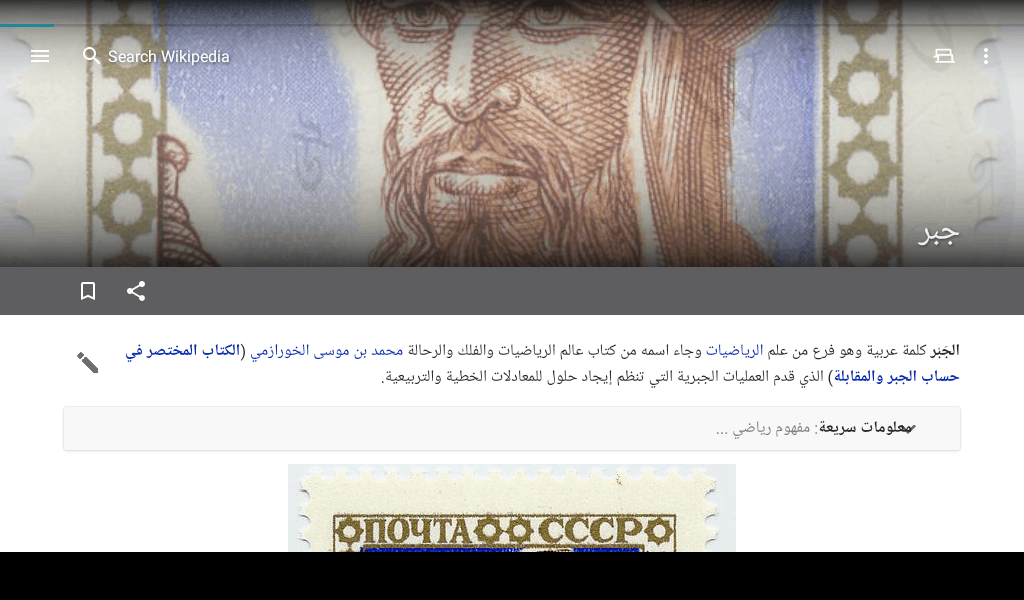 Search Wikipedia
جبر
الجَبْر كلمة عربية وهو فرع من علم الرياضيات وجاء اسمه من كتاب عالم الرياضيات والفلك والرحالة محمد بن موسى الخورازمي (الكتاب المختصر في
حساب الجبر والمقابلة) الذي قدم العمليات الجبرية التي تنظم إيجاد حلول للمعادلات الخطية والتربيعية.
معلومات سريعة: مفهوم رياضي ...
ПОЧТА СССР